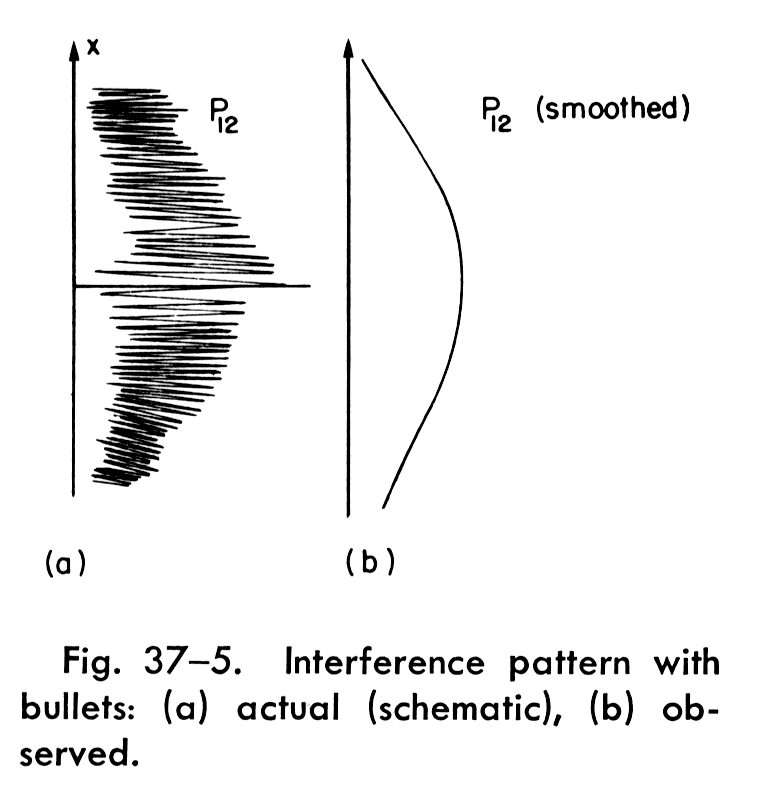 x
P12
P12 (smoothed)
(a)
(b)
Fig. 37–5. Interference pattern with
bullets: (a) actual (schematic), (b) ob-
served.